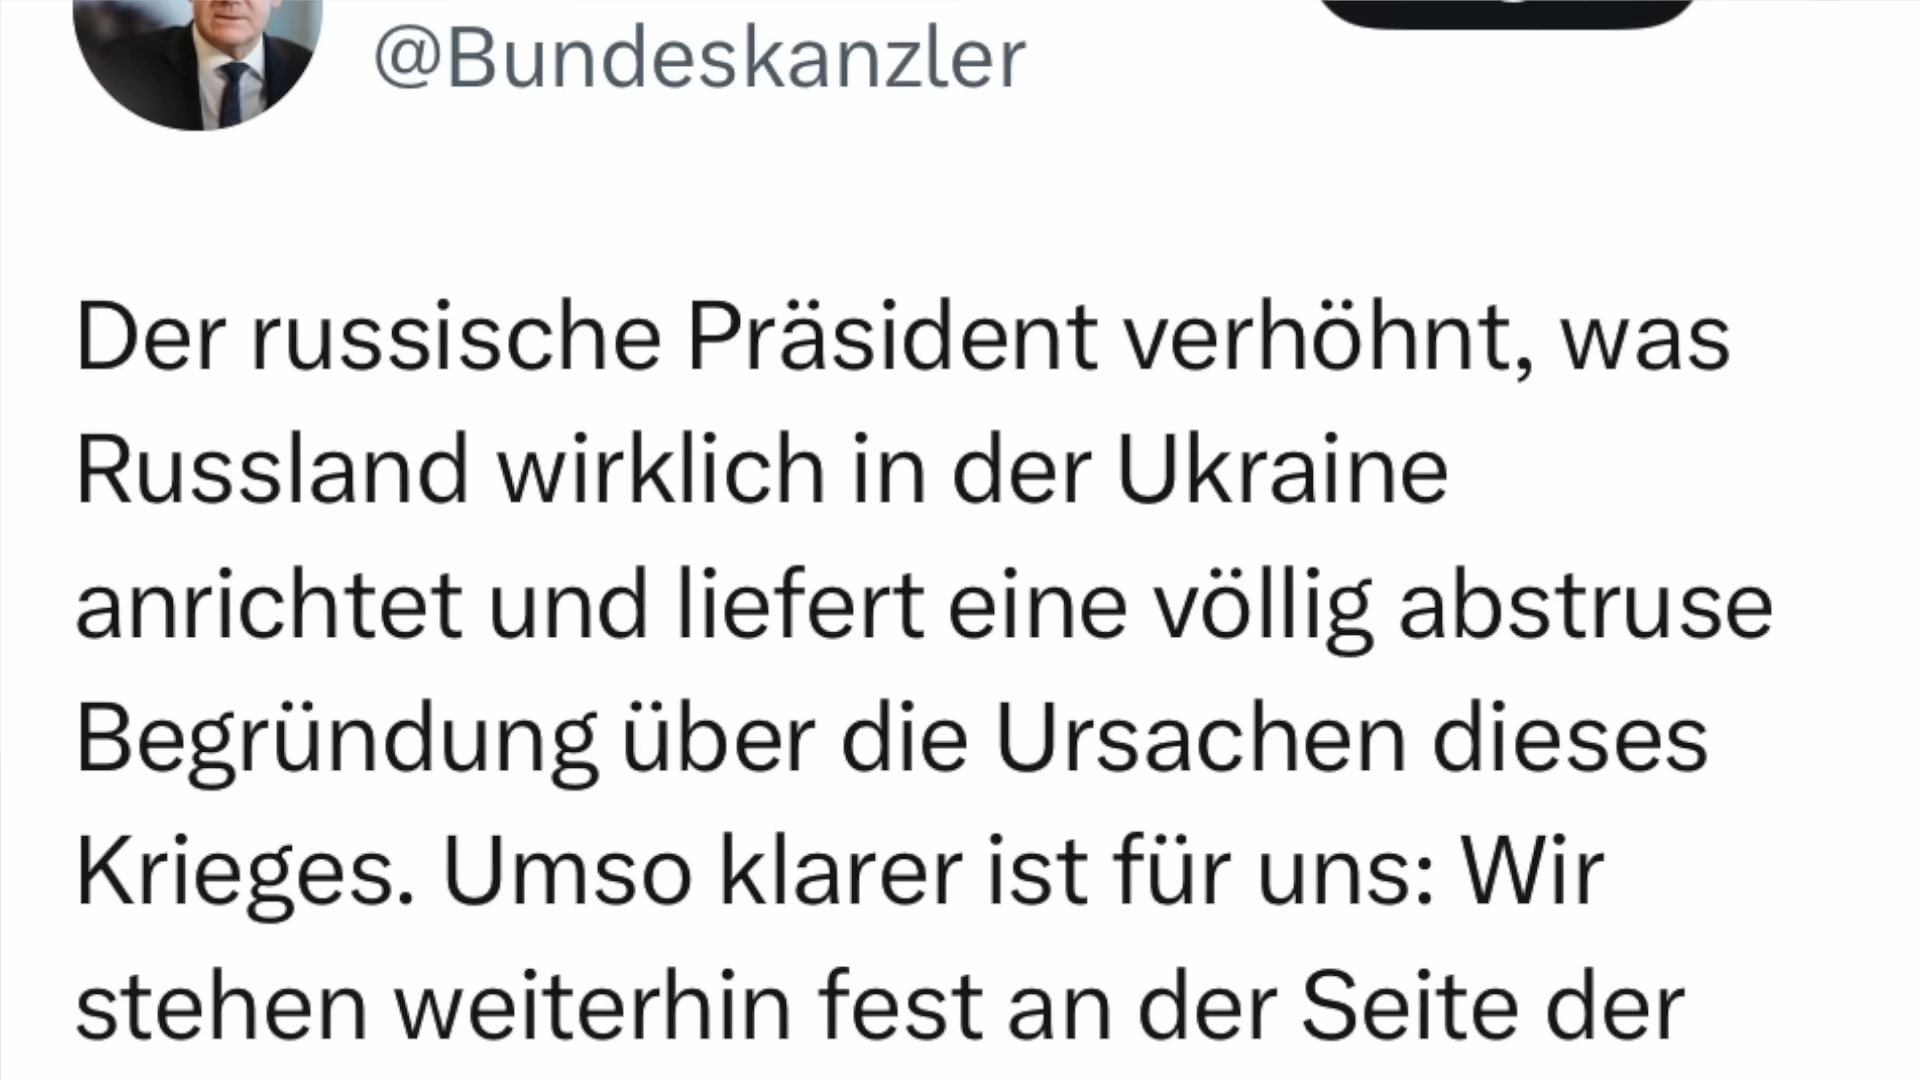 @Bundeskanzler
Der russische Präsident verhöhnt, was
Russland wirklich in der Ukraine
anrichtet und liefert eine völlig abstruse
Begründung über die Ursachen dieses
Krieges. Umso klarer ist für uns: Wir
stehen weiterhin fest an der Seite der